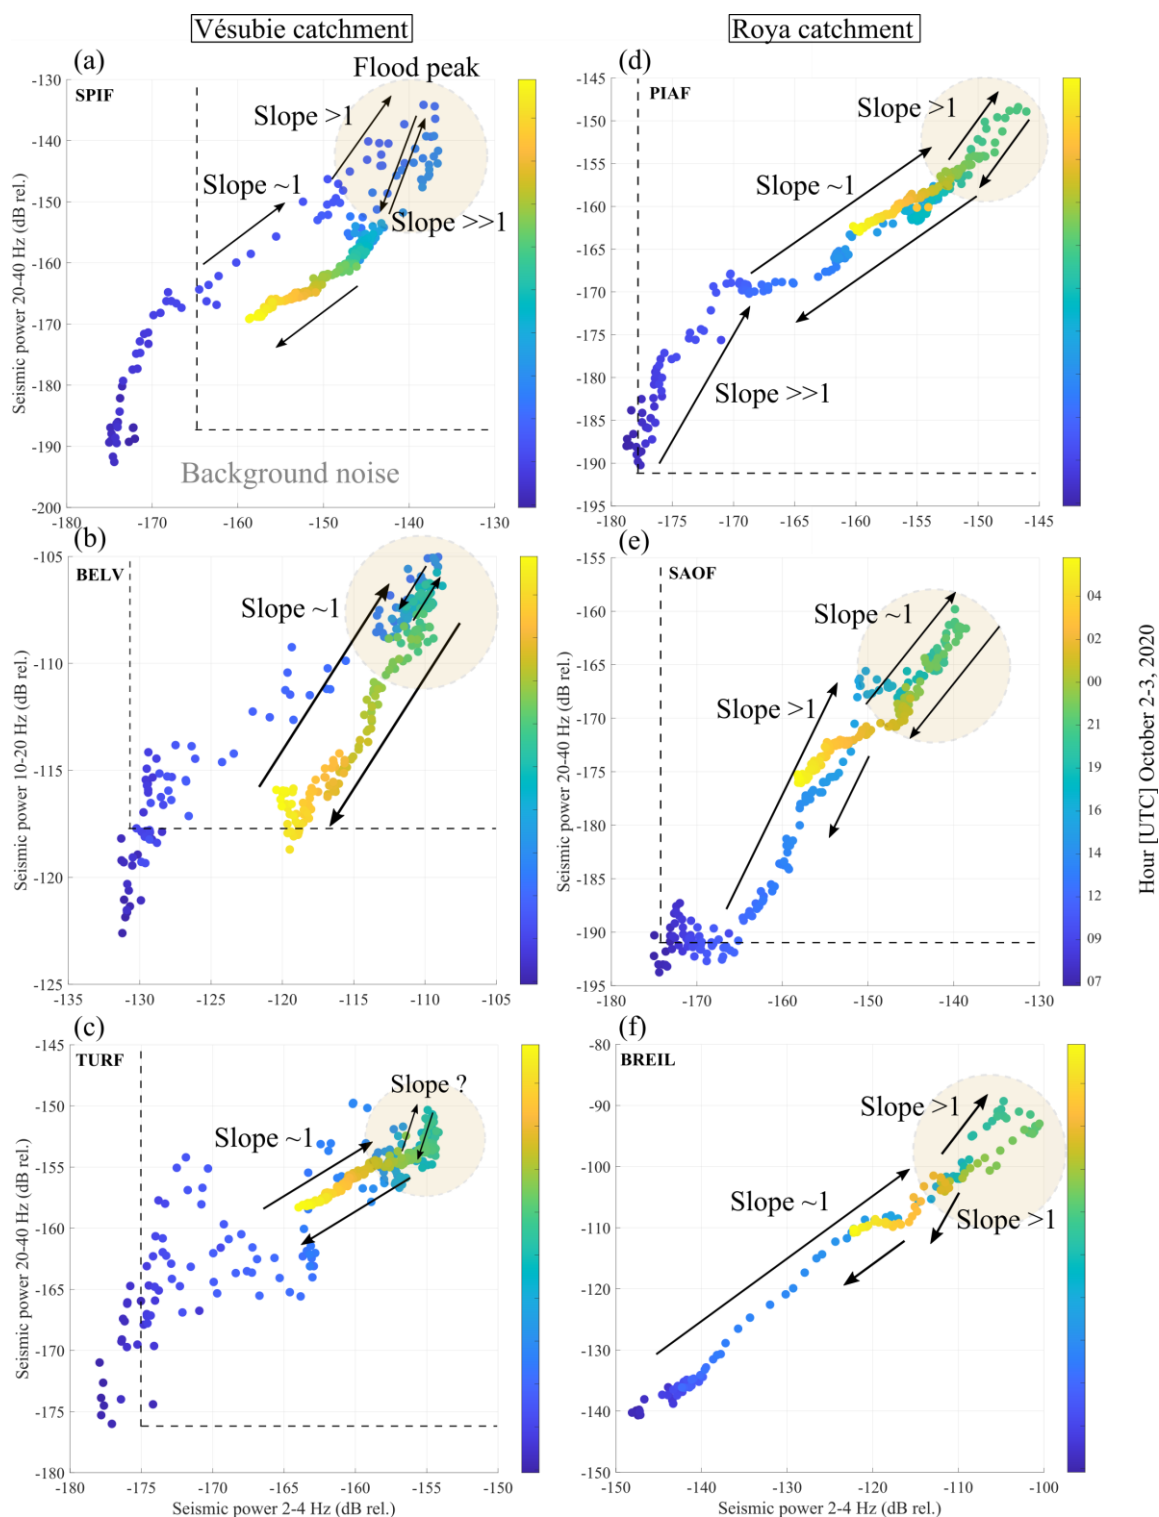 Vésubie catchment
Roya catchment
(a)
SPIF
Flood peak
Slope >1
Slope ~1
Slope >>1
Background noise
Seismic power 20-40 Hz (dB rel.)
-130
-140
-150
-160
-170
-180
-190
-200
-180
-170
-160
-150
-140
-130
(d)
PIAF
Slope >1
Slope ~1
Slope >>1
-145
-150
-155
-160
-165
-170
-175
-180
-185
-190
-195
-180
-175
-170
-165
-160
-155
-150
-145
(b)
BELV
Slope ~1
Seismic power 10-20 Hz (dB rel.)
-105
-110
-115
-120
-125
-135
-130
-125
-120
-115
-110
-105
(e)
SAOF
Slope ~1
Slope >1
Seismic power 20-40 Hz (dB rel.)
-155
-160
-165
-170
-175
-180
-185
-190
-195
-180
-170
-160
-150
-140
-130
04
02
00
21
16
14
12
09
07
Hour [UTC] October 2-3, 2020
(c)
TURF
Slope ?
Slope ~1
Seismic power 20-40 Hz (dB rel.)
-145
-150
-155
-160
-165
-170
-175
-180
-180
-175
-170
-165
-160
-155
-150
Seismic power 2-4 Hz (dB rel.)
(f)
BREIL
Slope >1
Slope ~1
Slope >1
-80
-90
-100
-110
-120
-130
-140
-150
-150
-140
-130
-120
-110
-100
Seismic power 2-4 Hz (dB rel.)